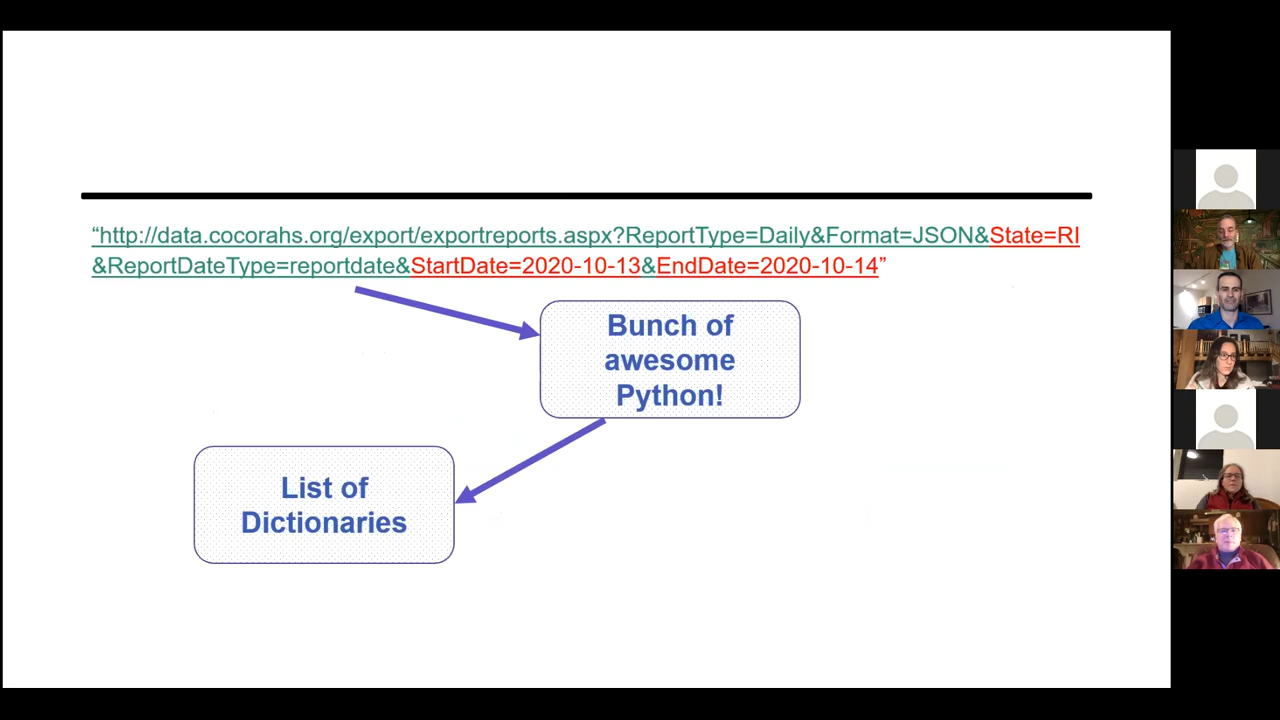 “http://data.cocorahs.org/export/exportreports.aspx?ReportType=Daily&Format=JSON&State=RI
&ReportDateType=reportdate&StartDate=2020-10-13&EndDate=2020-10-14”
Bunch of
awesome
Python!
List of
Dictionaries